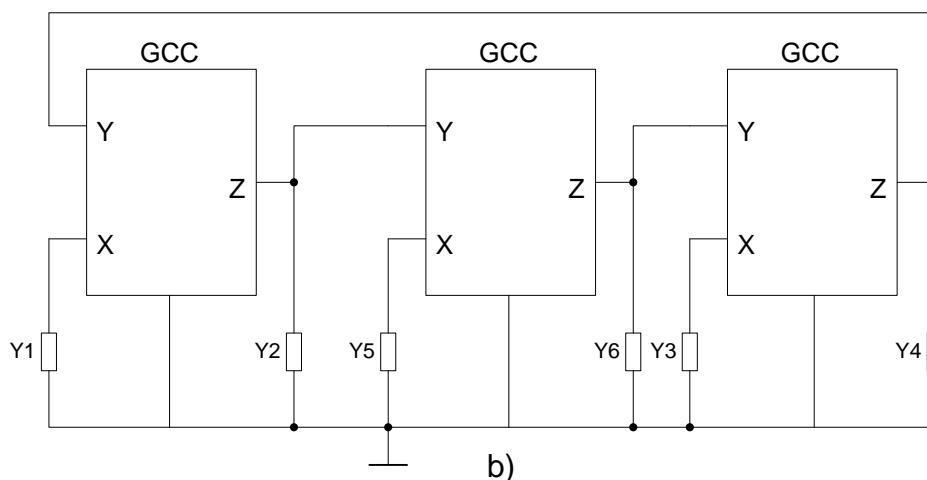 GCC GCC GCC
Y Y Y
Z Z Z
X X X
Y1 Y2 Y5 Y6 Y3 Y4
b)